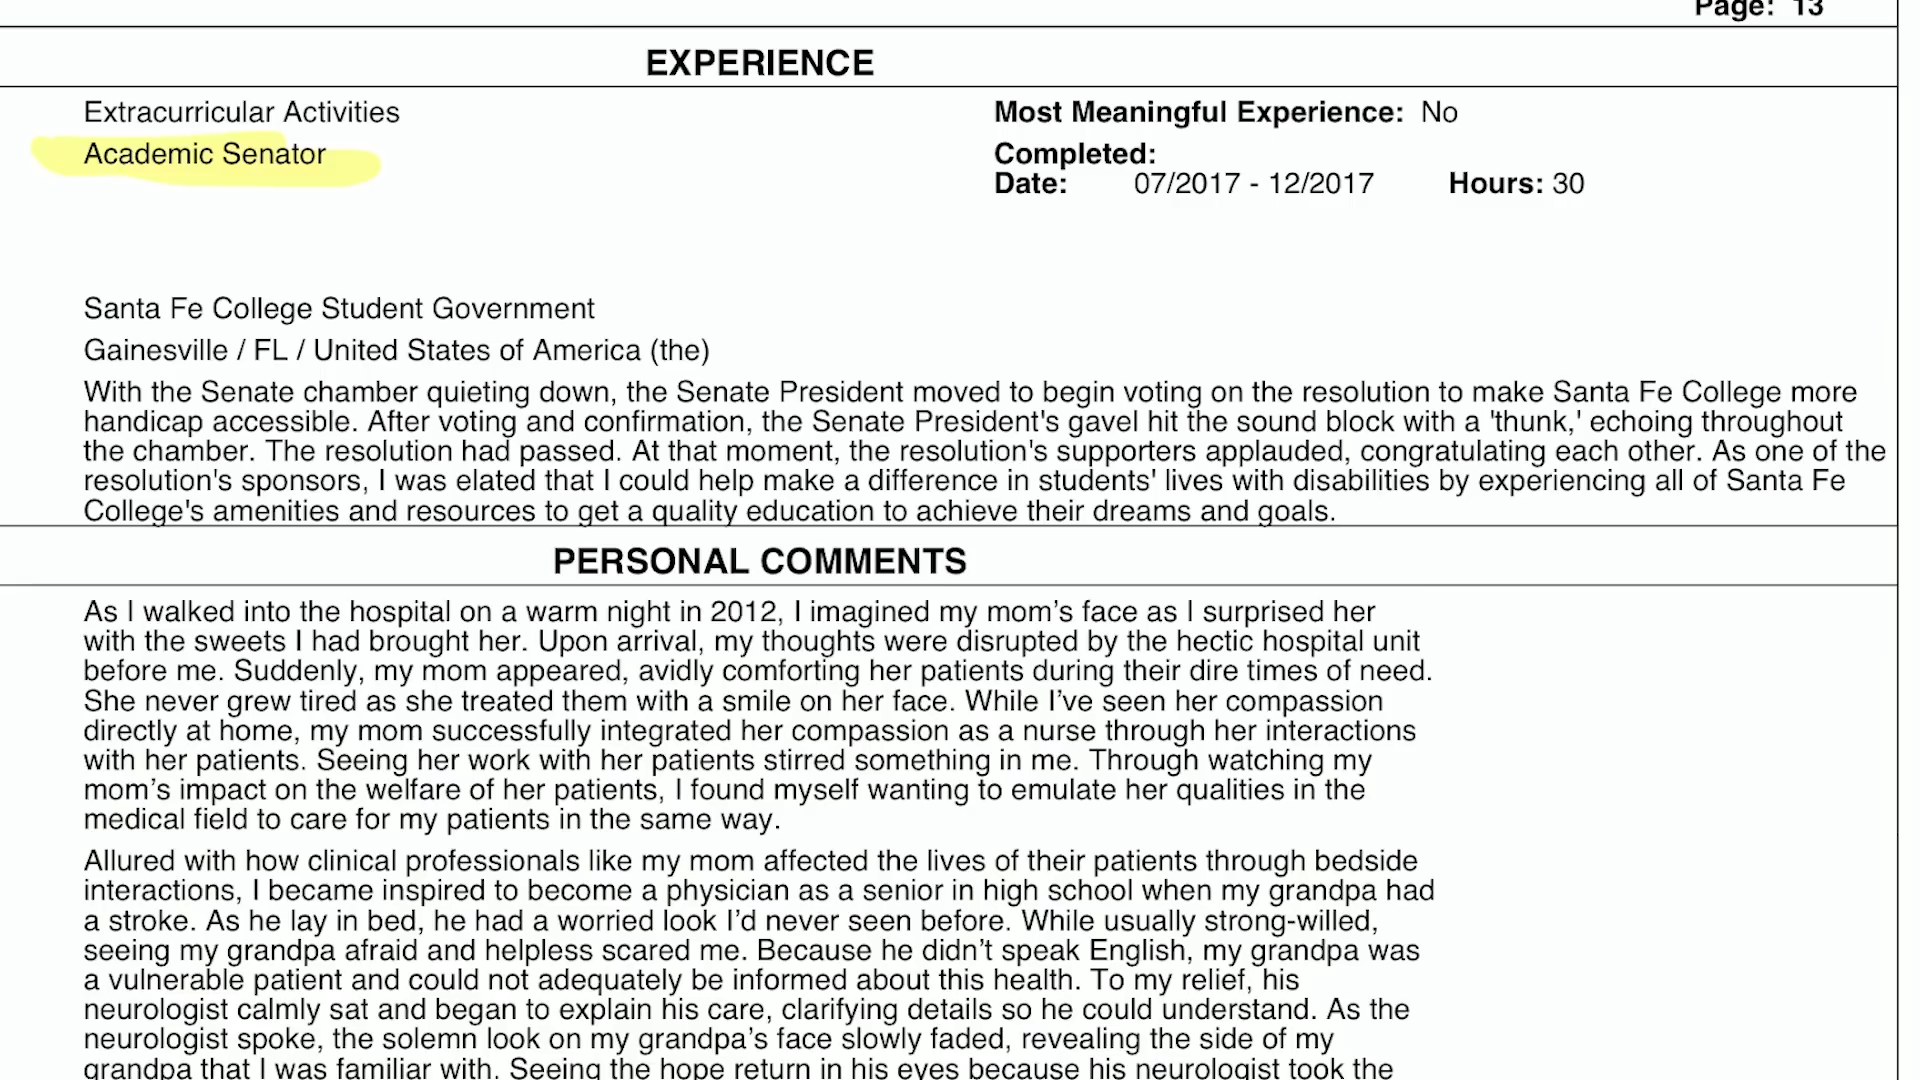 Page: 13
EXPERIENCE
Extracurricular Activities
Most Meaningful Experience: No
Academic Senator
Completed:
Date: 07/2017 - 12/2017 Hours: 30
Santa Fe College Student Government
Gainesville / FL / United States of America (the)
With the Senate chamber quieting down, the Senate President moved to begin voting on the resolution to make Santa Fe College more
handicap accessible. After voting and confirmation, the Senate President's gavel hit the sound block with a 'thunk,' echoing throughout
the chamber. The resolution had passed. At that moment, the resolution's supporters applauded, congratulating each other. As one of the
resolution's sponsors, I was elated that I could help make a difference in students' lives with disabilities by experiencing all of Santa Fe
College's amenities and resources to get a quality education to achieve their dreams and goals.
PERSONAL COMMENTS
As I walked into the hospital on a warm night in 2012, I imagined my mom’s face as I surprised her
with the sweets I had brought her. Upon arrival, my thoughts were disrupted by the hectic hospital unit
before me. Suddenly, my mom appeared, avidly comforting her patients during their dire times of need.
She never grew tired as she treated them with a smile on her face. While I’ve seen her compassion
directly at home, my mom successfully integrated her compassion as a nurse through her interactions
with her patients. Seeing her work with her patients stirred something in me. Through watching my
mom’s impact on the welfare of her patients, I found myself wanting to emulate her qualities in the
medical field to care for my patients in the same way.
Allured with how clinical professionals like my mom affected the lives of their patients through bedside
interactions, I became inspired to become a physician as a senior in high school when my grandpa had
a stroke. As he lay in bed, he had a worried look I’d never seen before. While usually strong-willed,
seeing my grandpa afraid and helpless scared me. Because he didn’t speak English, my grandpa was
a vulnerable patient and could not adequately be informed about this health. To my relief, his
neurologist calmly sat and began to explain his care, clarifying details so he could understand. As the
neurologist spoke, the solemn look on my grandpa’s face slowly faded, revealing the side of my
grandpa that I was familiar with. Seeing the hope return in his eyes because his neurologist took the